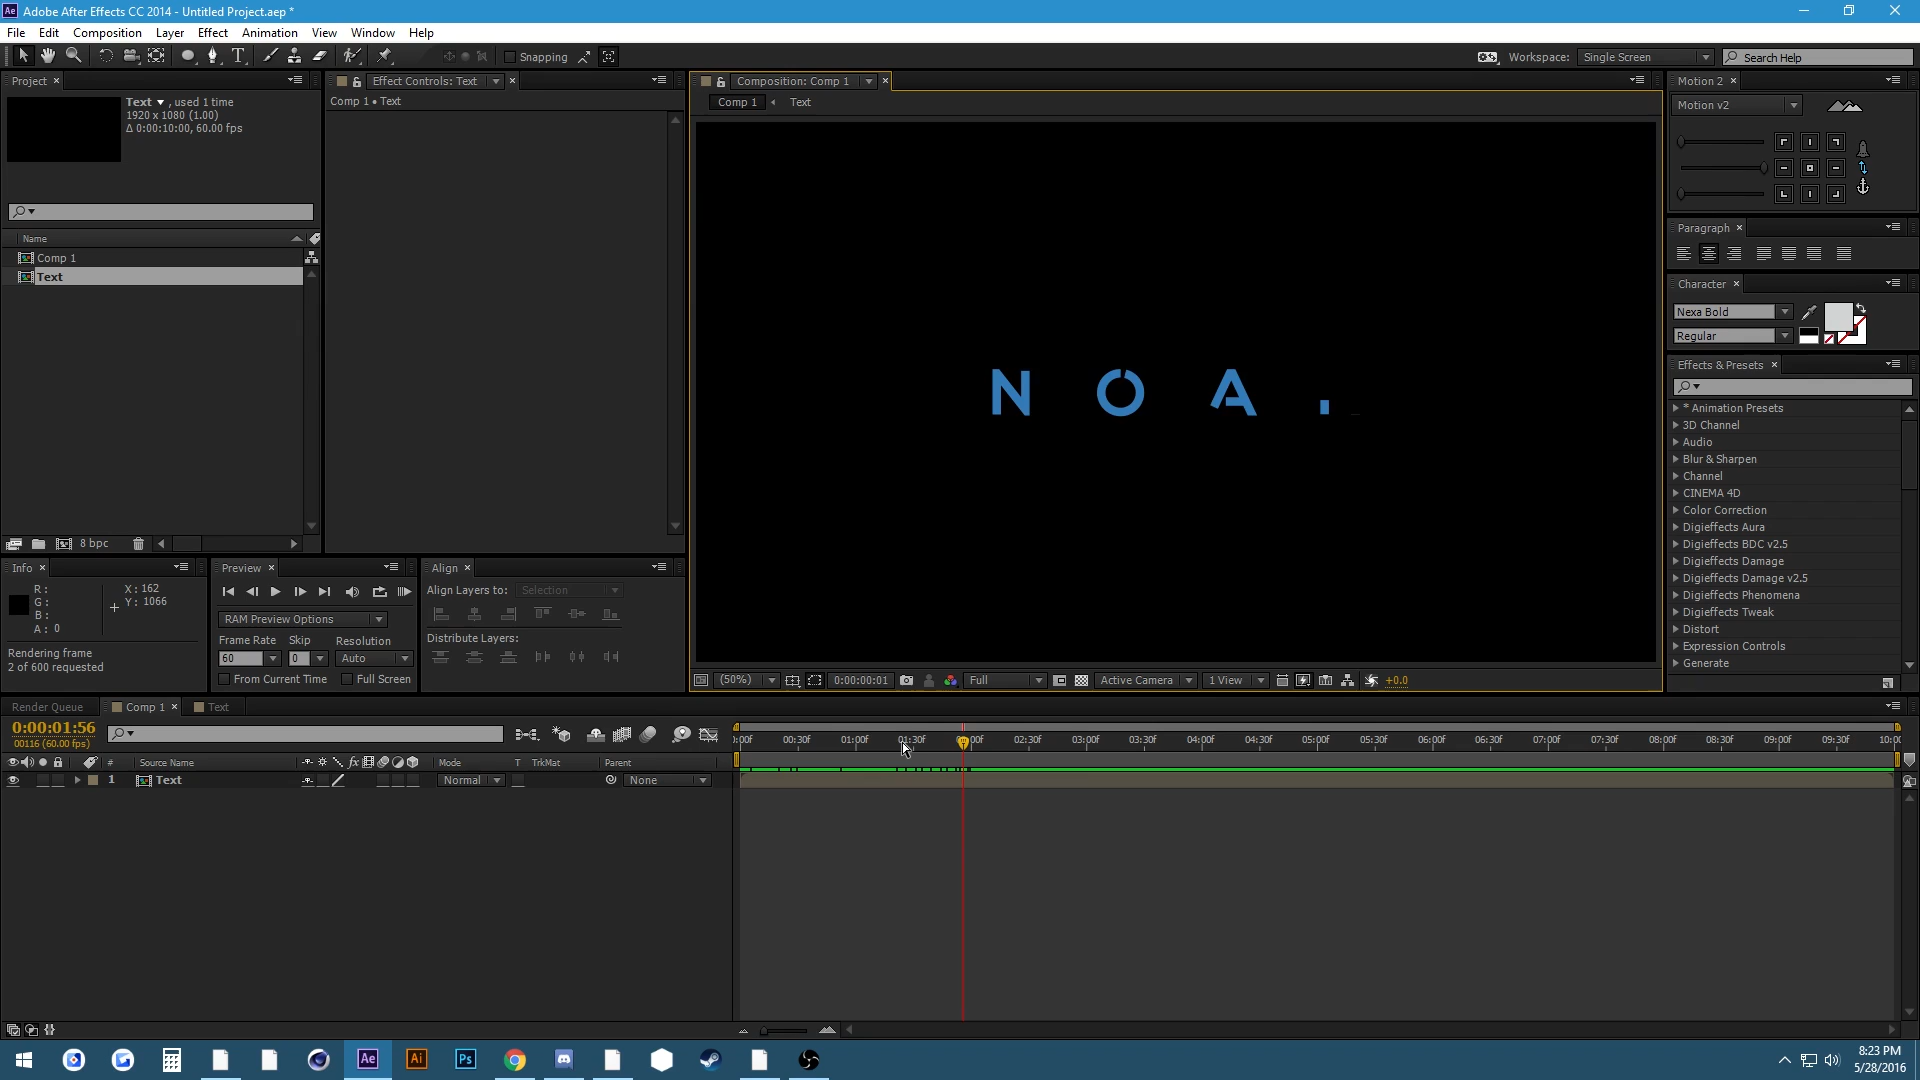 Adobe After Effects CC 2014 - Untitled Project.aep *
File Edit Composition Layer Effect Animation View Window Help
Snapping
Workspace: Single Screen
Search Help
Project
Text , used 1 time
1920 x 1080 (1.00)
Δ 0:00:10:00, 60.00 fps
Name
Comp 1
Text
8 bpc
Effect Controls: Text
Comp 1 • Text
Composition: Comp 1
Comp 1 Text
N O A
(50%) 0:00:00:01 Full Active Camera 1 View +0.0
Motion 2
Motion v2
Paragraph
Character
Nexa Bold
Regular
Effects & Presets
* Animation Presets
3D Channel
Audio
Blur & Sharpen
Channel
CINEMA 4D
Color Correction
Digieffects Aura
Digieffects BDC v2.5
Digieffects Damage
Digieffects Damage v2.5
Digieffects Phenomena
Digieffects Tweak
Distort
Expression Controls
Generate
Info
R:
G:
B:
A: 0
X: 162
Y: 1066
Rendering frame
2 of 600 requested
Preview
RAM Preview Options
Frame Rate Skip Resolution
60 0 Auto
From Current Time Full Screen
Align
Align Layers to: Selection
Distribute Layers:
Render Queue Comp 1 Text
0:00:01:56
00116 (60.00 fps)
# Source Name fx Mode T TrkMat Parent
1 Text Normal None
:00f 00:30f 01:00f 01:30f 00f 02:30f 03:00f 03:30f 04:00f 04:30f 05:00f 05:30f 06:00f 06:30f 07:00f 07:30f 08:00f 08:30f 09:00f 09:30f 10:00
Ae Ai Ps
8:23 PM
5/28/2016